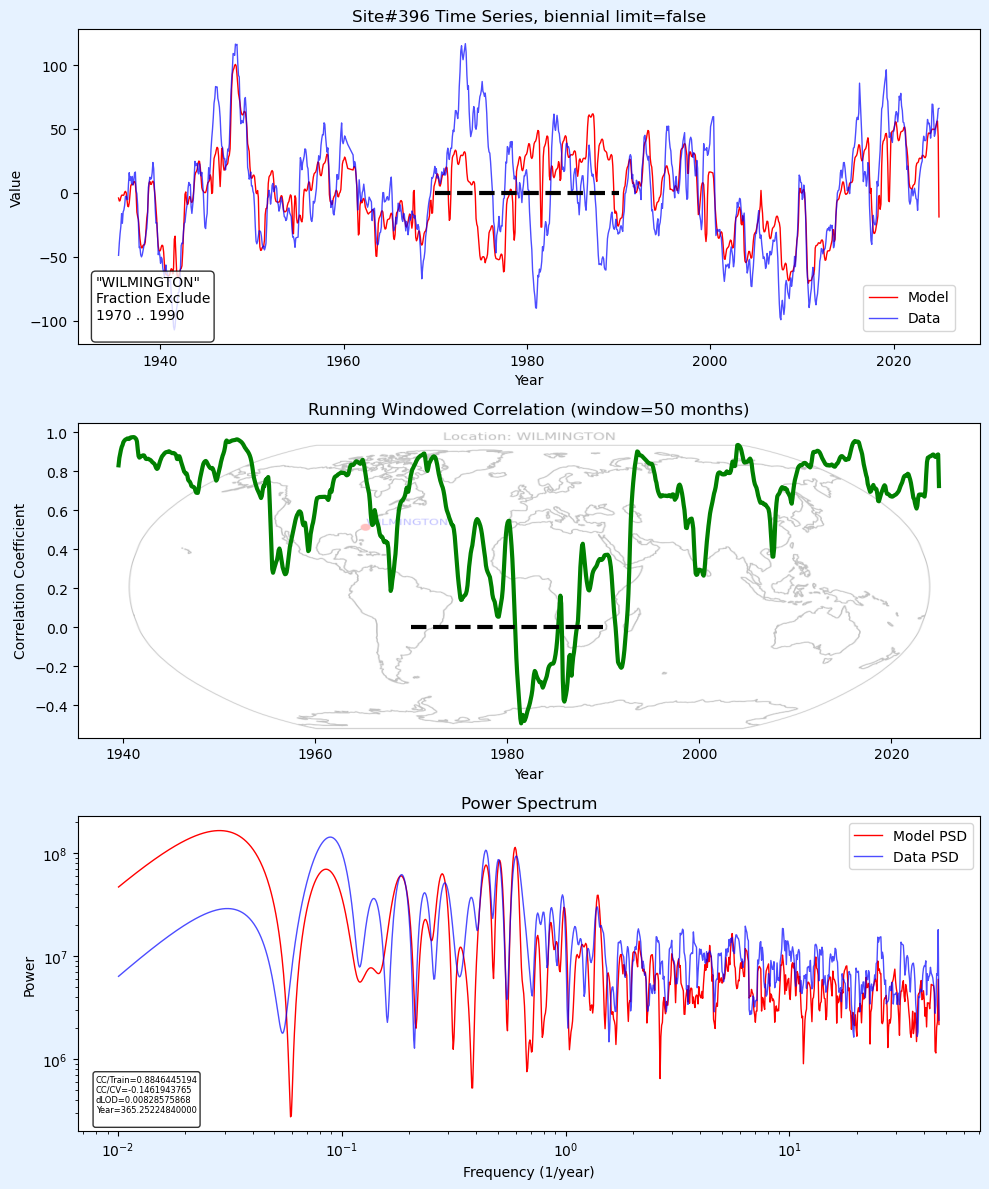 Site#396 Time Series, biennial limit=false
Value
100
50
0
−50
−100
"WILMINGTON"
Fraction Exclude
1970 .. 1990
Model
Data
1940
1960
1980
2000
2020
Year
Running Windowed Correlation (window=50 months)
Location: WILMINGTON
WILMINGTON
Correlation Coefficient
1.0
0.8
0.6
0.4
0.2
0.0
−0.2
−0.4
1940
1960
1980
2000
2020
Year
Power Spectrum
Model PSD
Data PSD
Power
10⁸
10⁷
10⁶
CC/Train=0.8846445194
CC/CV=-0.1461943765
dLOD=0.00828575868
Year=365.25224840000
10⁻²
10⁻¹
10⁰
10¹
Frequency (1/year)